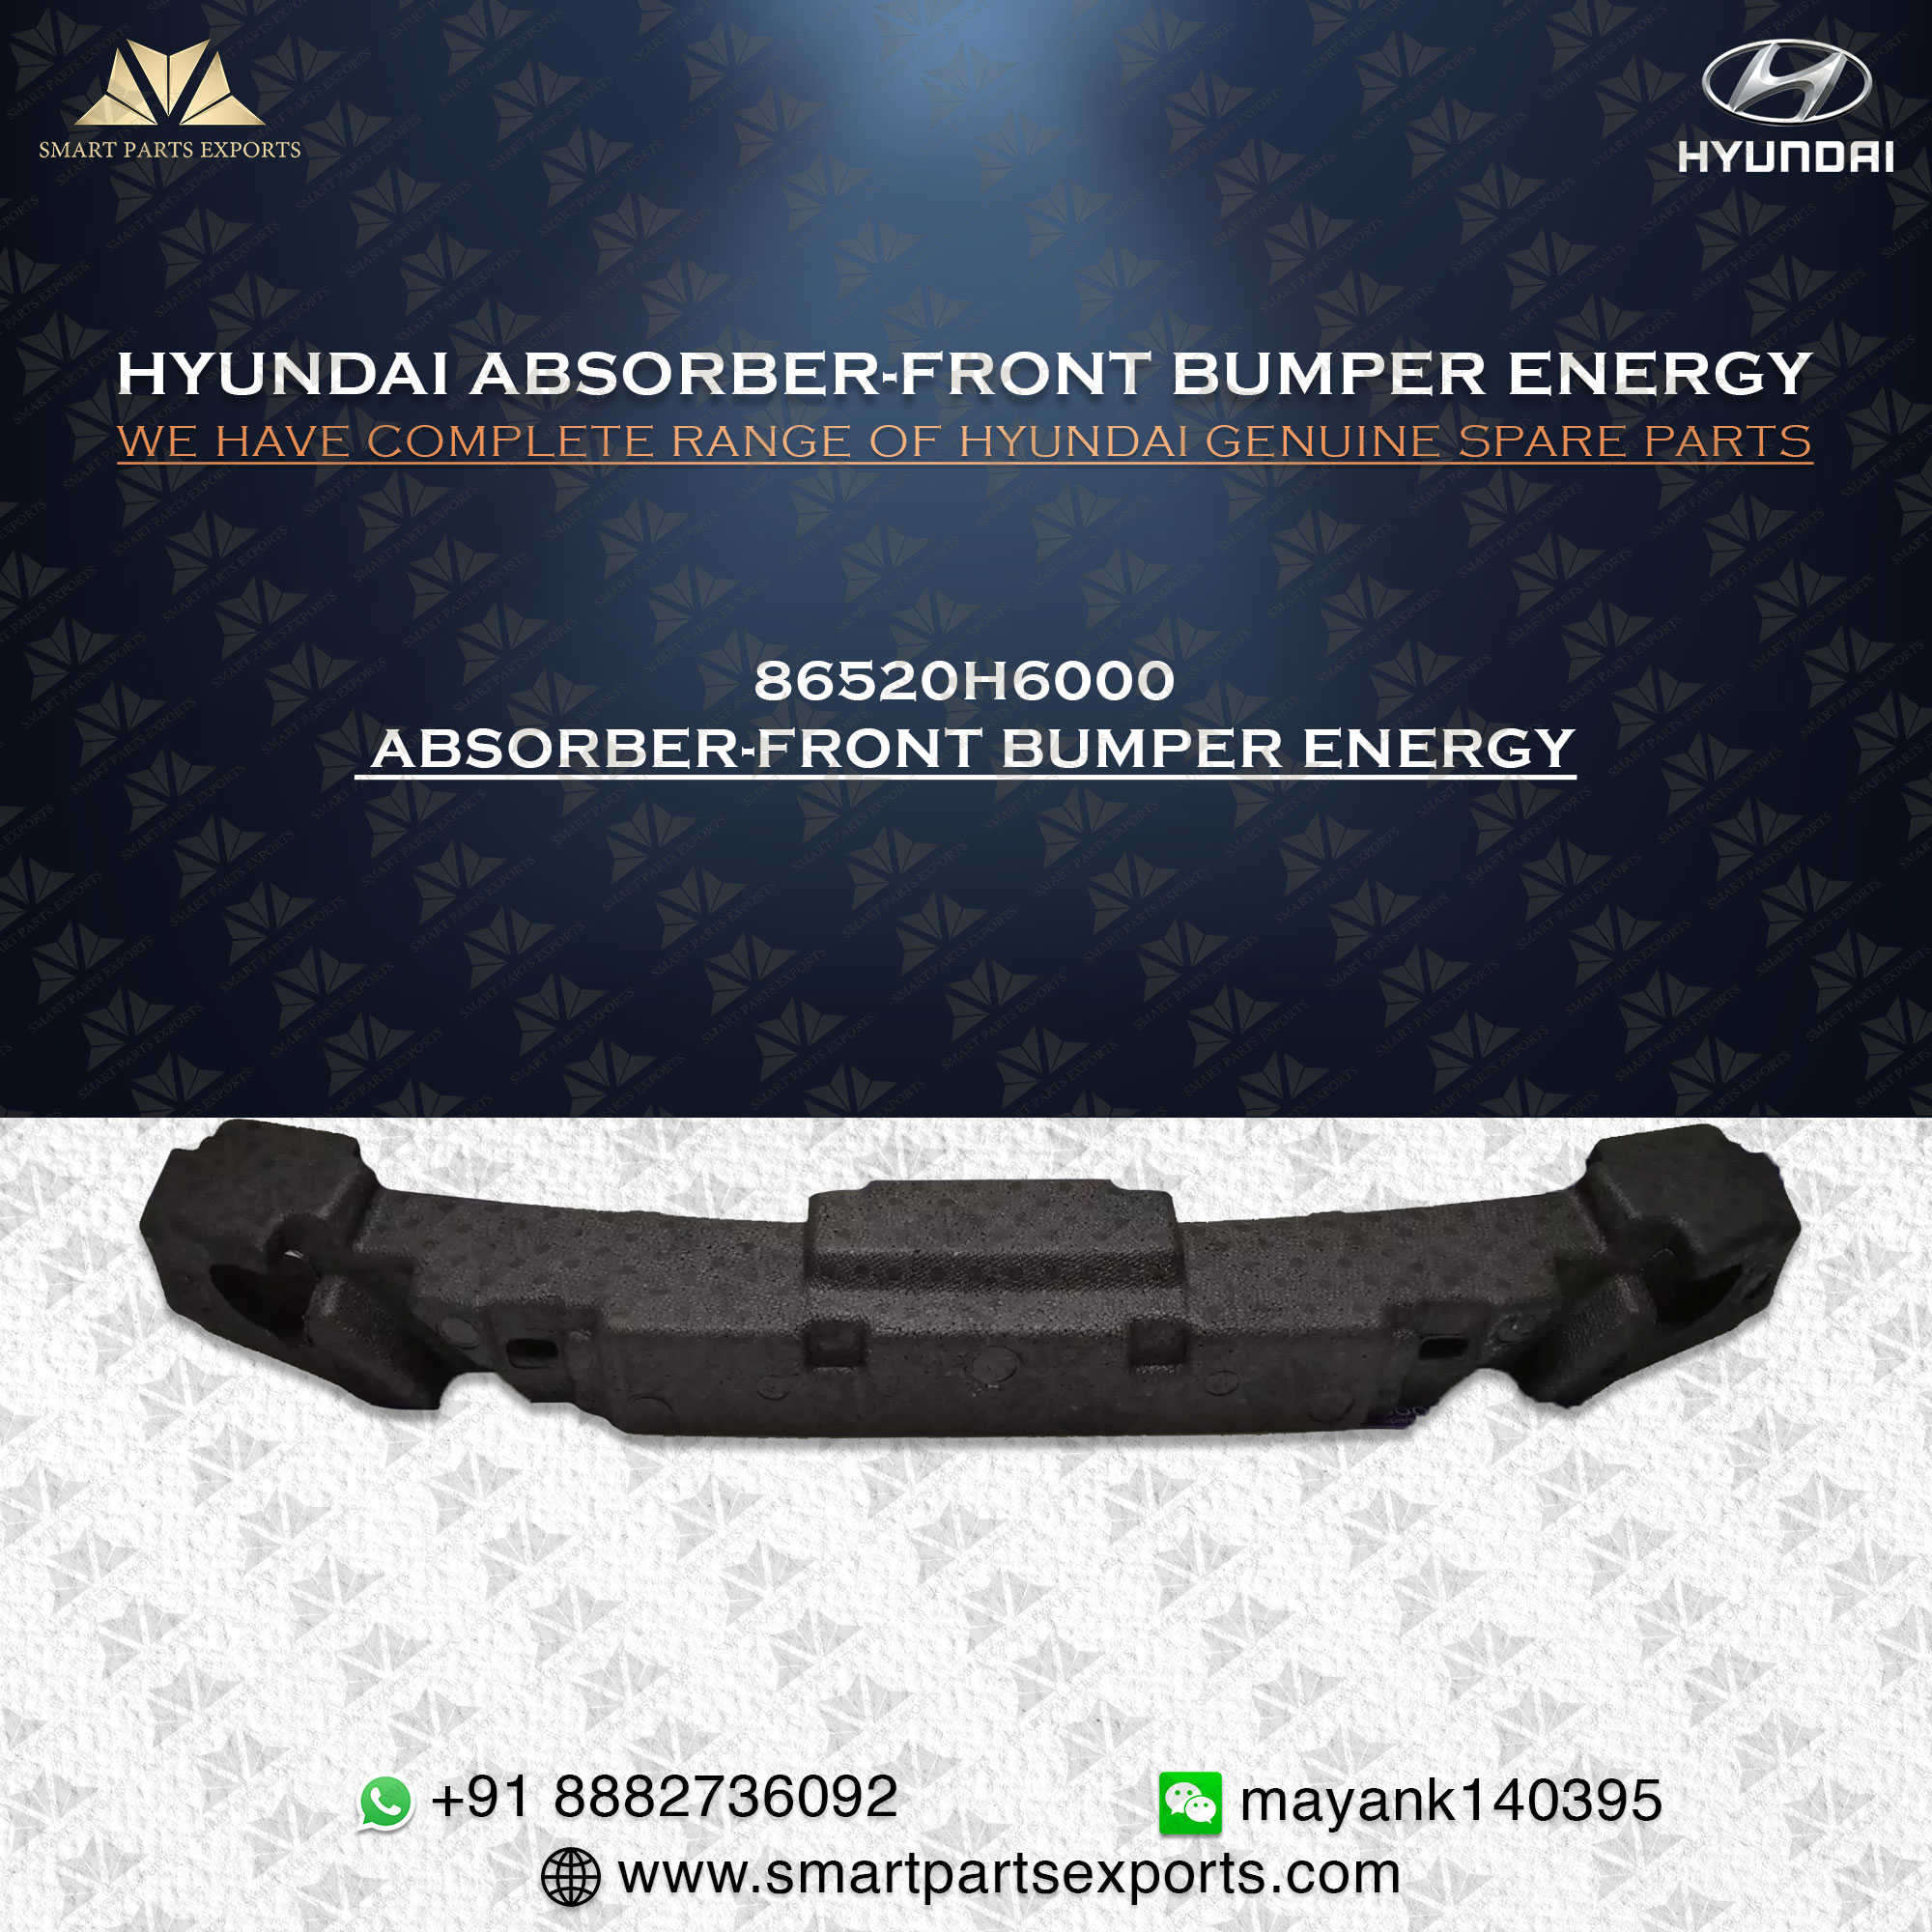 SMART PARTS EXPORTS
HYUNDAI
HYUNDAI ABSORBER-FRONT BUMPER ENERGY
WE HAVE COMPLETE RANGE OF HYUNDAI GENUINE SPARE PARTS
86520H6000
ABSORBER-FRONT BUMPER ENERGY
+91 8882736092
mayank140395
www.smartpartsexports.com